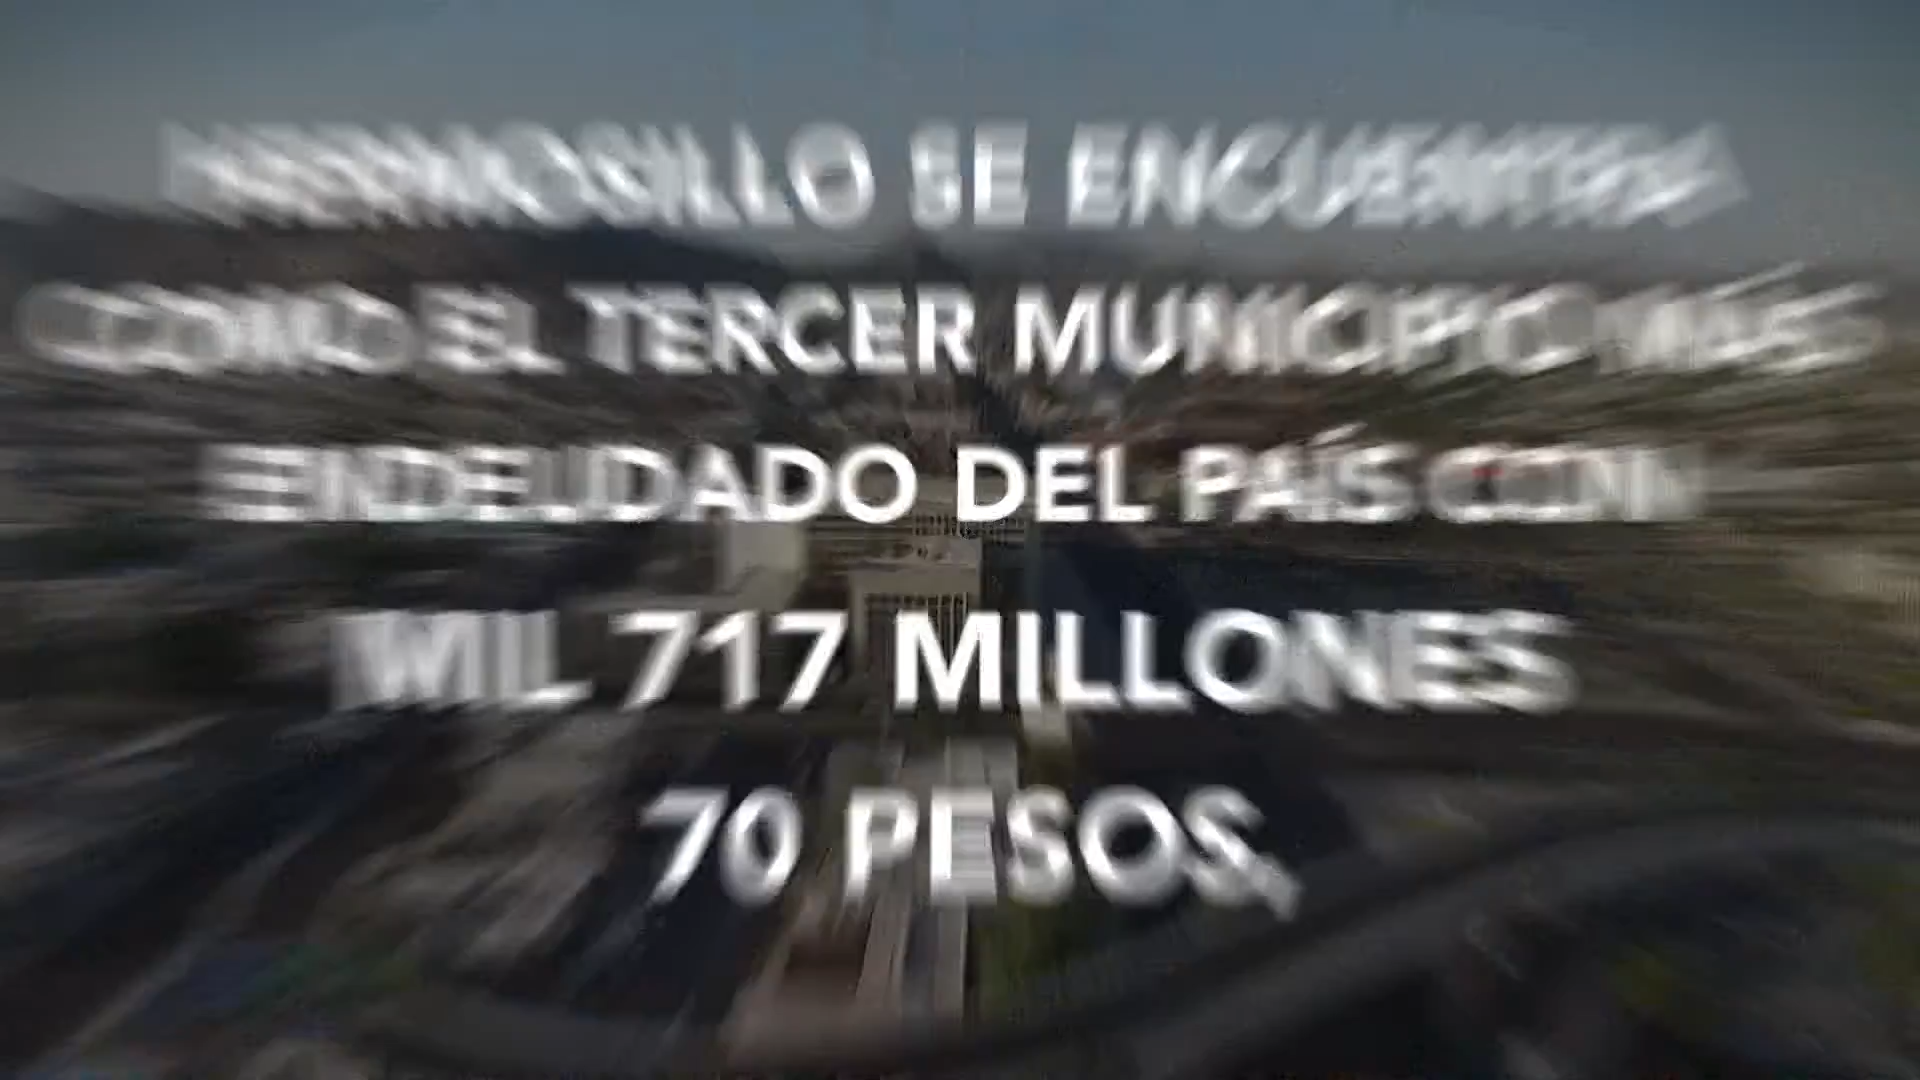 HERMOSILLO SE ENCUENTRA
COMO EL TERCER MUNICIPIO MÁS
ENDEUDADO DEL PAÍS CON
MIL 717 MILLONES
70 PESOS,